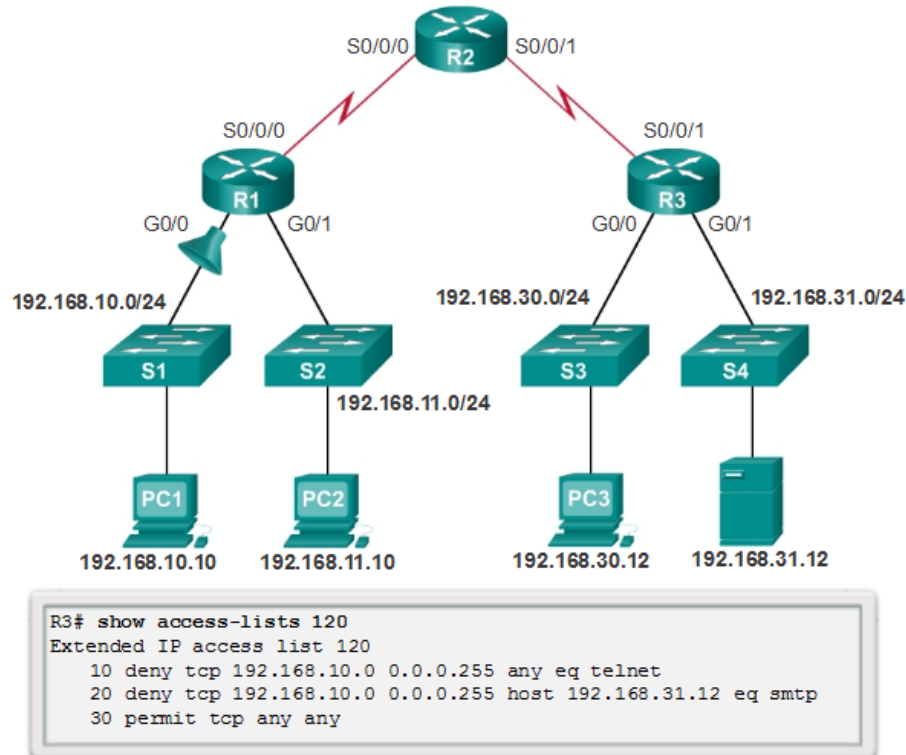 S0/0/0
R2
S0/0/1
S0/0/0
S0/0/1
R1
R3
G0/0
G0/1
G0/0
G0/1
192.168.10.0/24
192.168.30.0/24
192.168.31.0/24
S1
S2
S3
S4
192.168.11.0/24
PC1
PC2
PC3
192.168.10.10
192.168.11.10
192.168.30.12
192.168.31.12
R3# show access-lists 120
Extended IP access list 120
10 deny tcp 192.168.10.0 0.0.0.255 any eq telnet
20 deny tcp 192.168.10.0 0.0.0.255 host 192.168.31.12 eq smtp
30 permit tcp any any